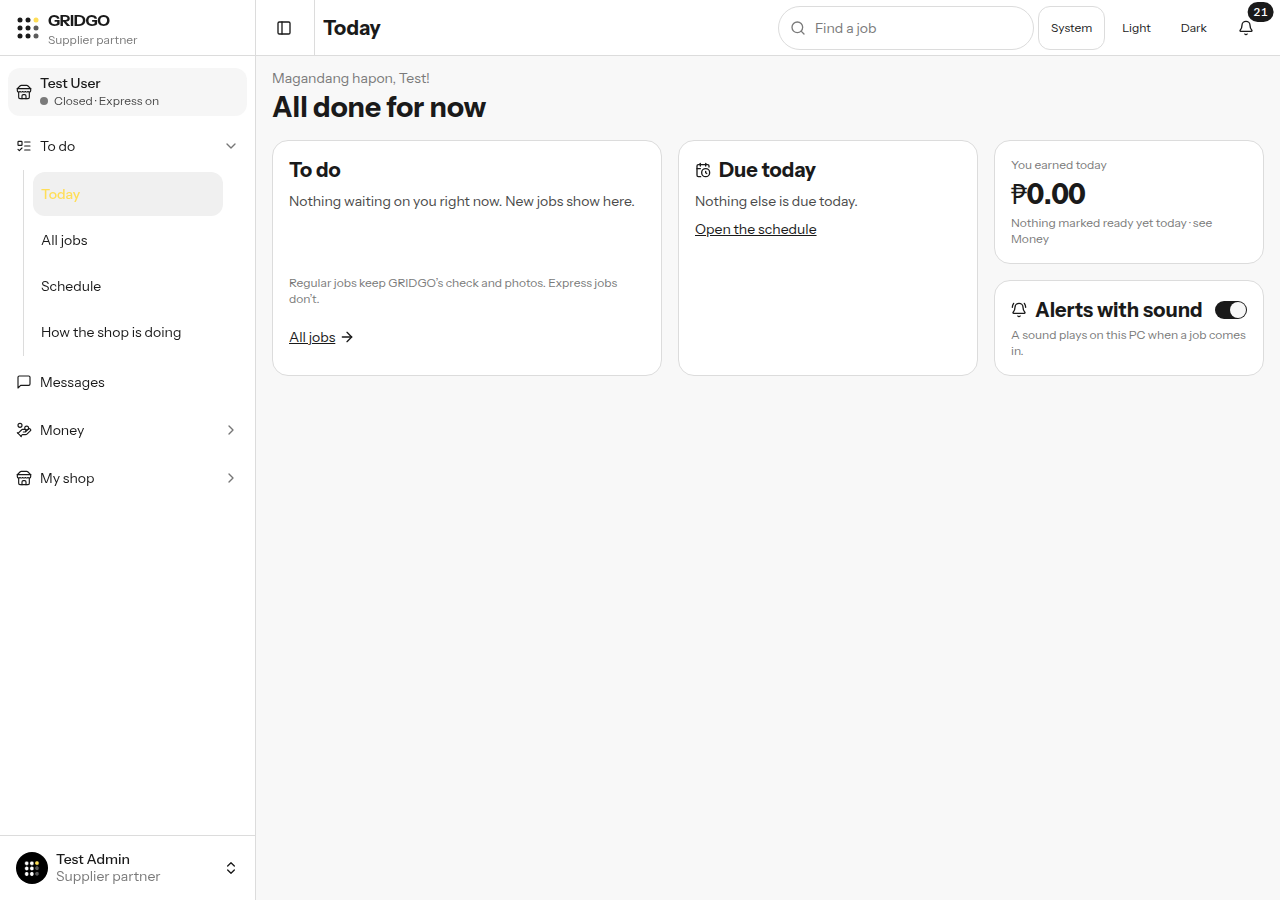 GRIDGO
Supplier partner
Test User
Closed · Express on
To do
Today
All jobs
Schedule
How the shop is doing
Messages
Money
My shop
Test Admin
Supplier partner
Today
Find a job
System
Light
Dark
21
Magandang hapon, Test!
All done for now
To do
Nothing waiting on you right now. New jobs show here.
Regular jobs keep GRIDGO’s check and photos. Express jobs
don’t.
All jobs
Due today
Nothing else is due today.
Open the schedule
You earned today
₱0.00
Nothing marked ready yet today · see
Money
Alerts with sound
A sound plays on this PC when a job comes
in.